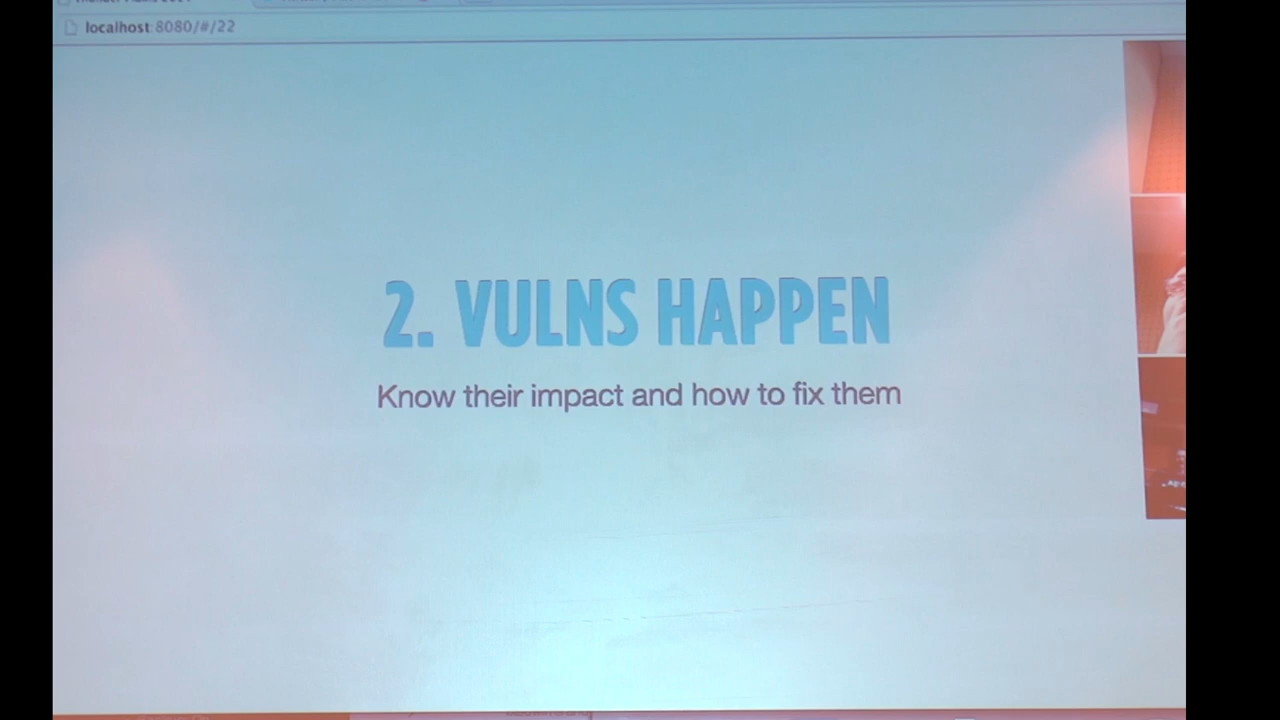 localhost:8080/#/22
2. VULNS HAPPEN
Know their impact and how to fix them